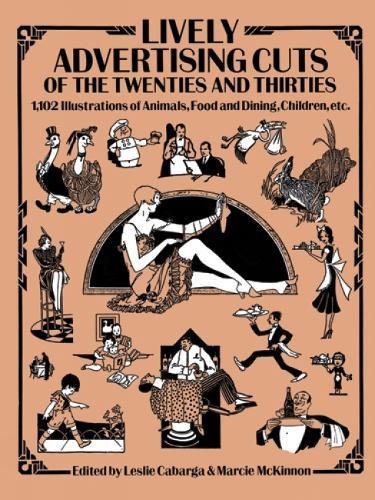 LIVELY
ADVERTISING CUTS
OF THE TWENTIES AND THIRTIES
1,102 Illustrations of Animals, Food and Dining, Children, etc.
Edited by Leslie Cabarga & Marcie McKinnon